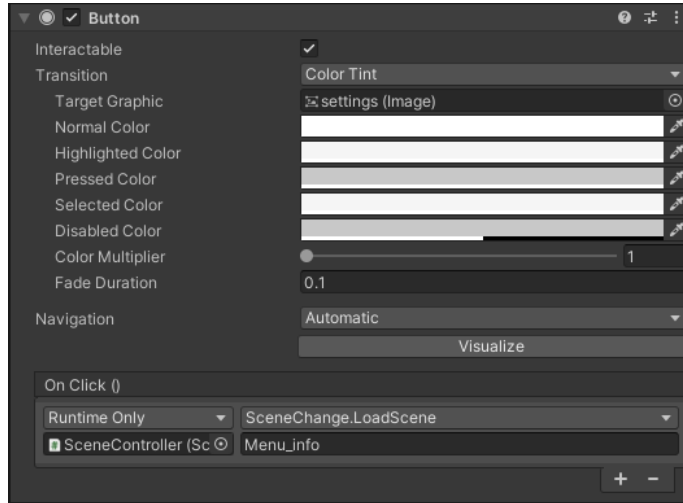 Button
Interactable
Transition Color Tint
Target Graphic settings (Image)
Normal Color
Highlighted Color
Pressed Color
Selected Color
Disabled Color
Color Multiplier 1
Fade Duration 0.1
Navigation Automatic
Visualize
On Click ()
Runtime Only SceneChange.LoadScene
SceneController (Sc Menu_info